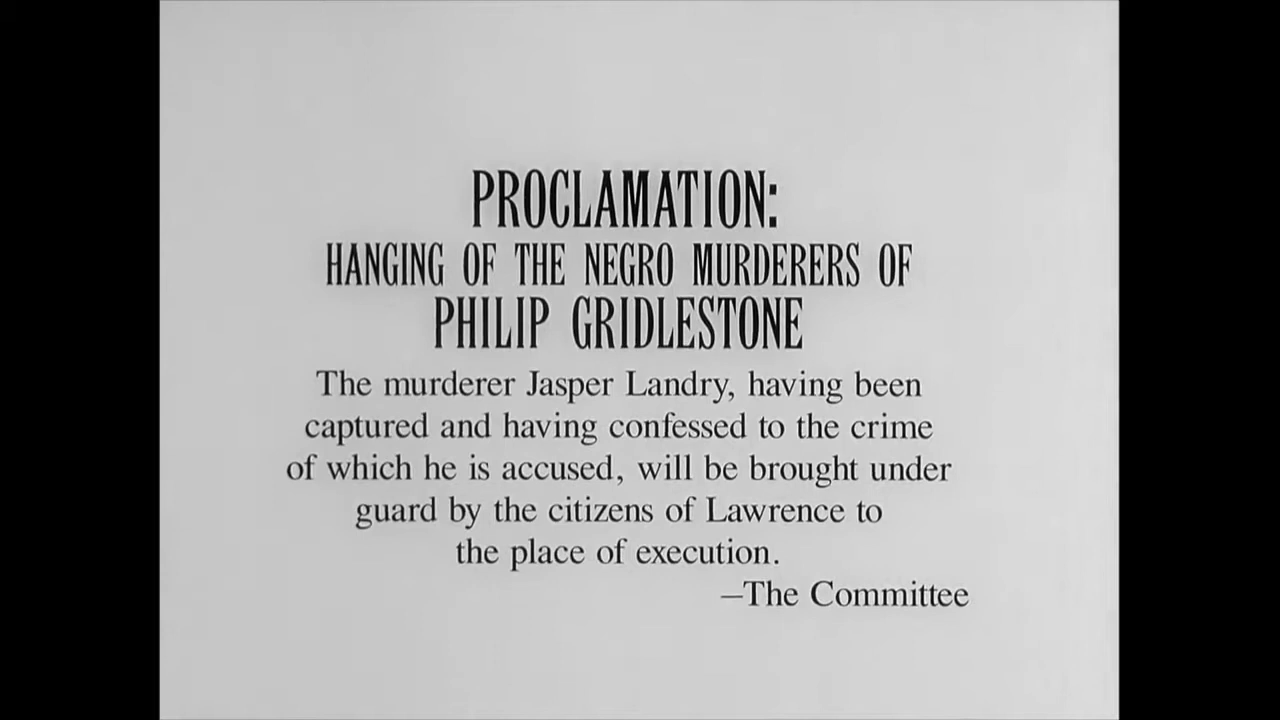 PROCLAMATION:
HANGING OF THE NEGRO MURDERERS OF
PHILIP GRIDLESTONE
The murderer Jasper Landry, having been
captured and having confessed to the crime
of which he is accused, will be brought under
guard by the citizens of Lawrence to
the place of execution.
—The Committee